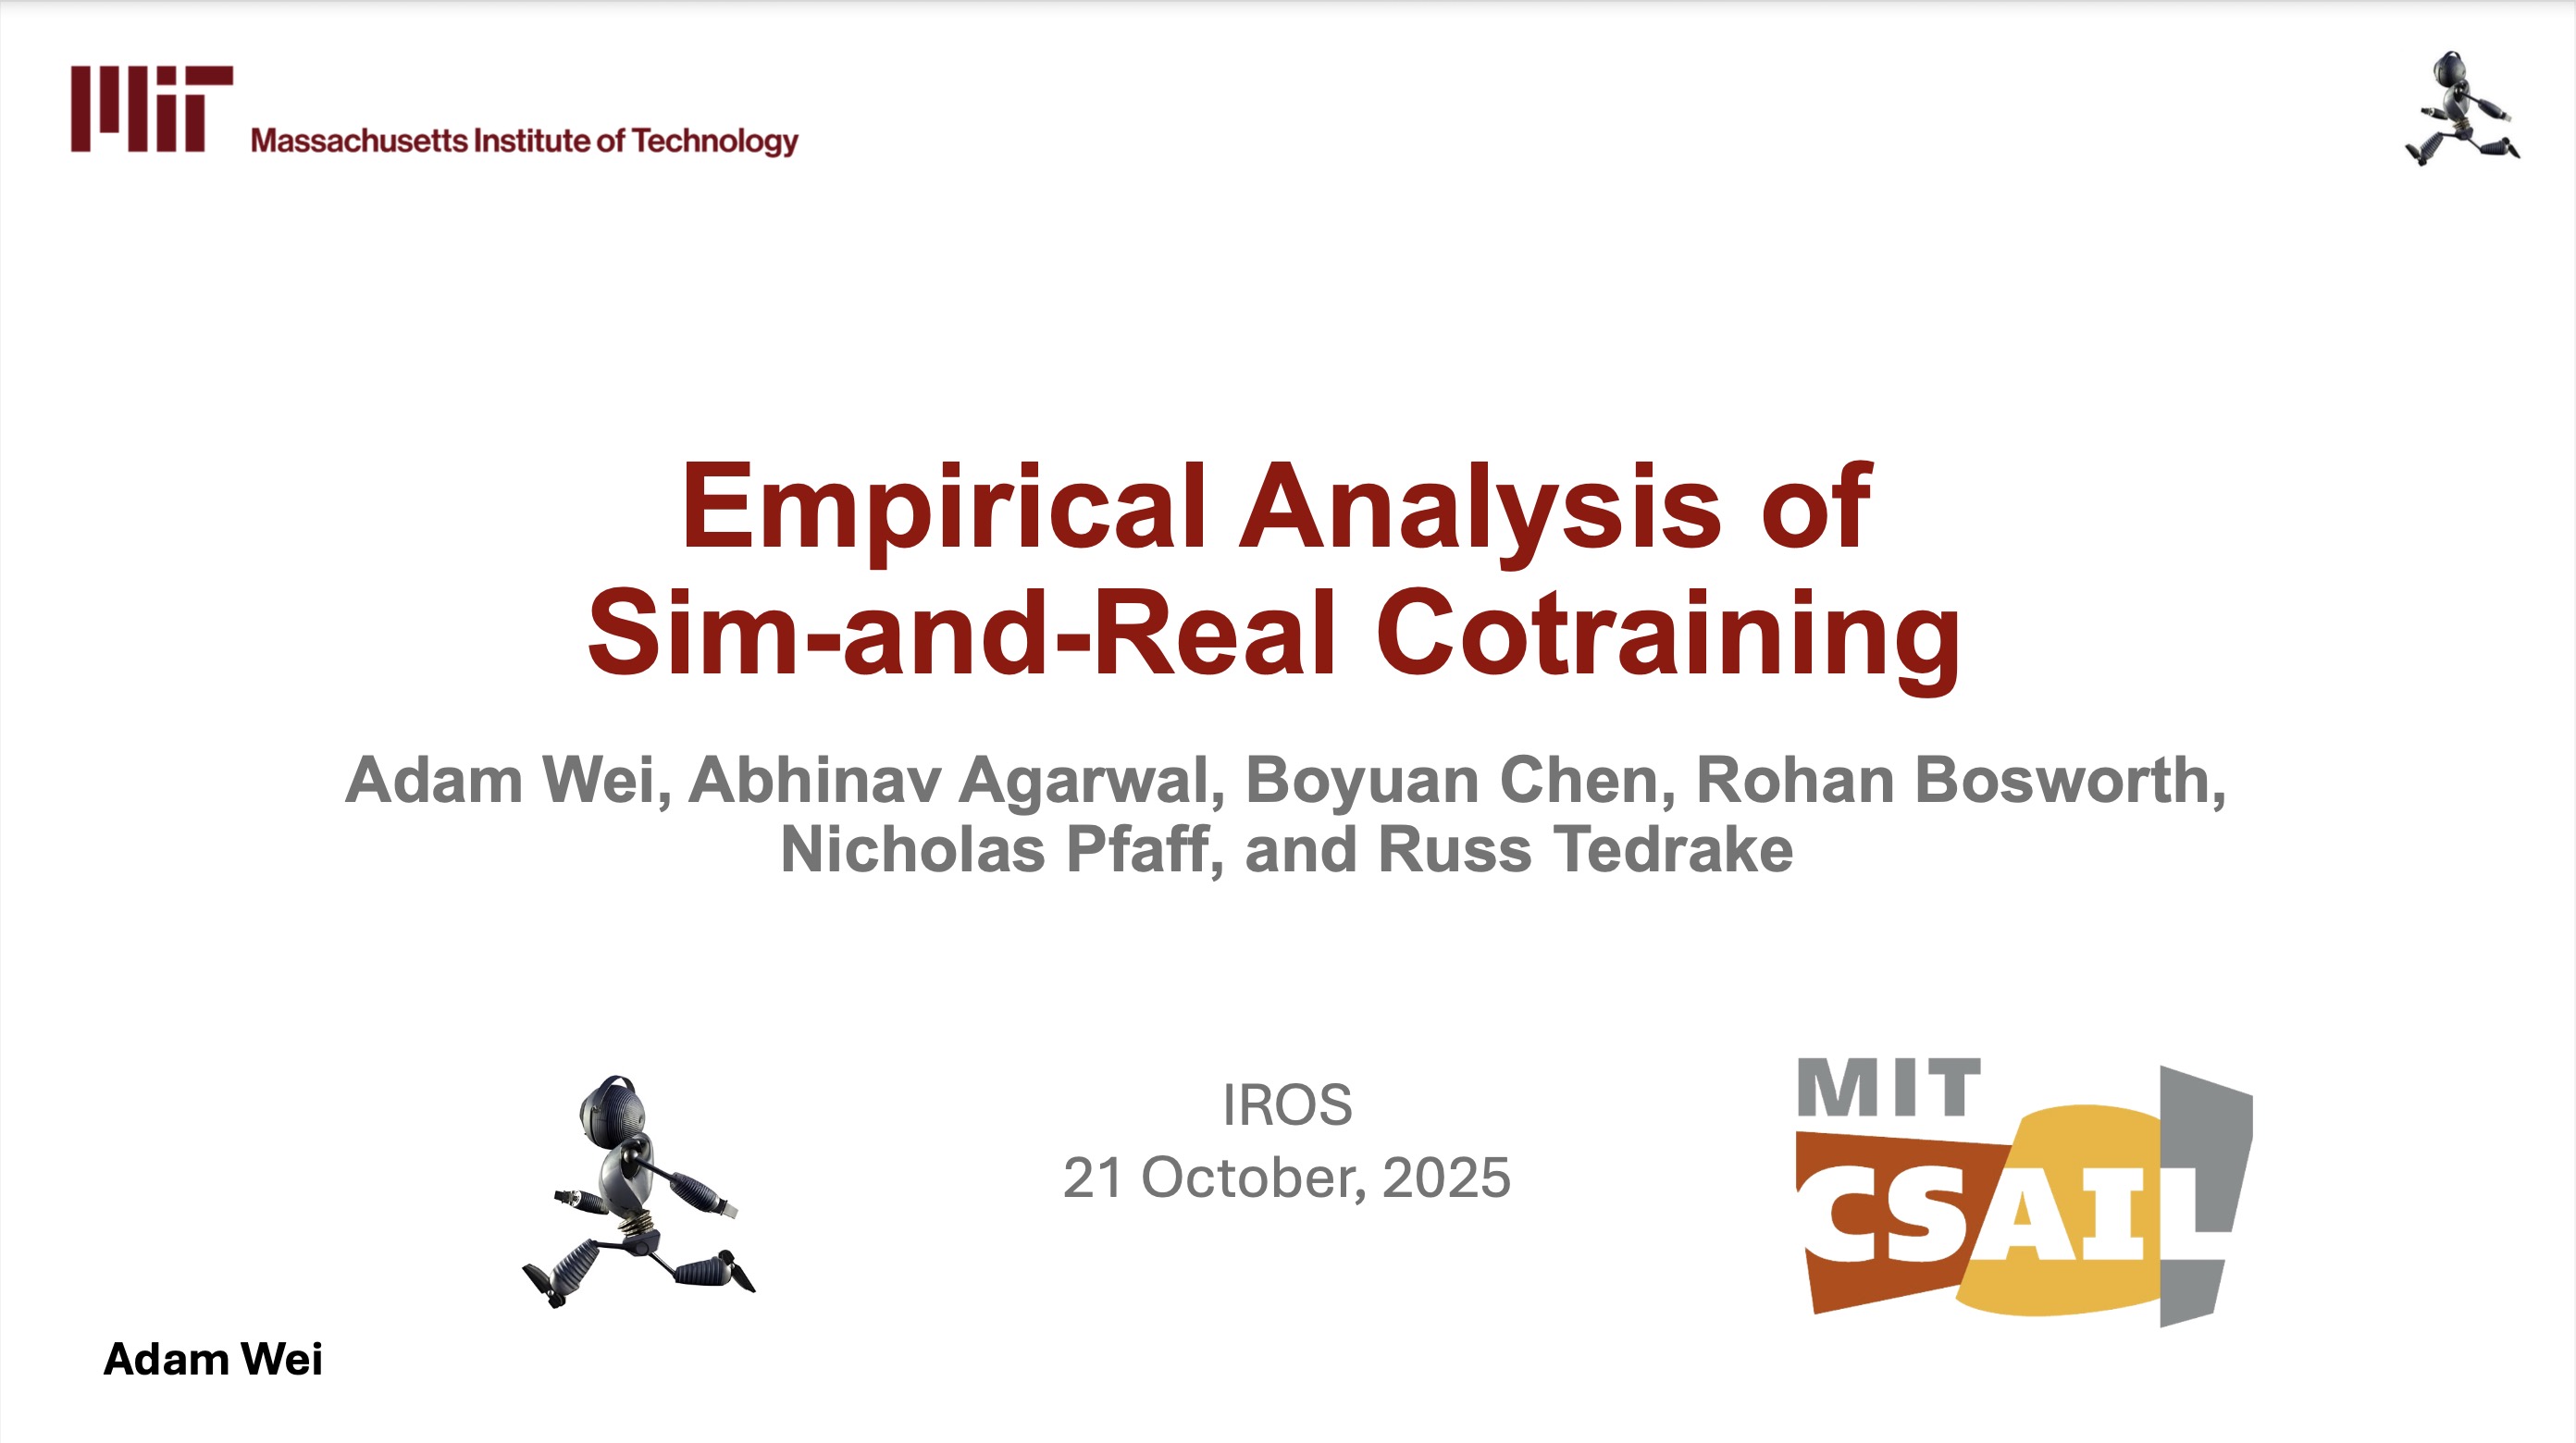 MIT Massachusetts Institute of Technology
Empirical Analysis of
Sim-and-Real Cotraining
Adam Wei, Abhinav Agarwal, Boyuan Chen, Rohan Bosworth,
Nicholas Pfaff, and Russ Tedrake
IROS
21 October, 2025
MIT
CSAIL
Adam Wei